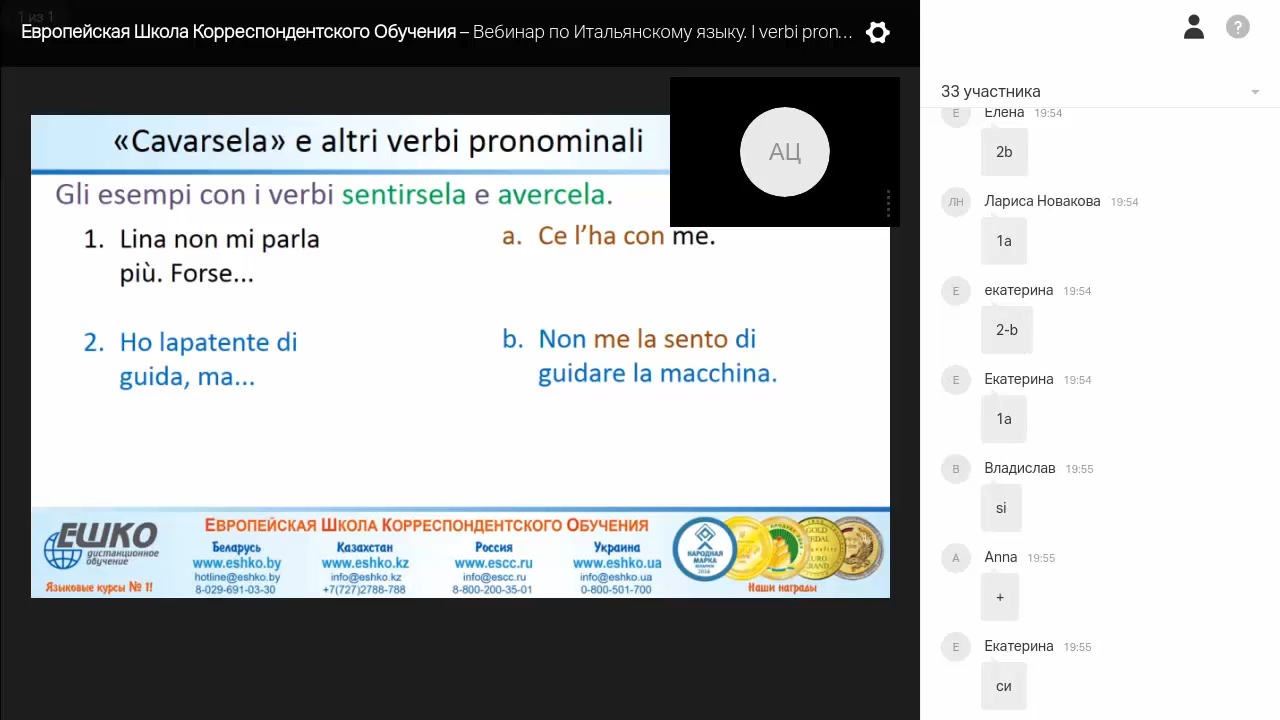 1 из 1
Европейская Школа Корреспондентского Обучения – Вебинар по Итальянскому языку. I verbi pron...
«Cavarsela» e altri verbi pronominali
АЦ
Gli esempi con i verbi sentirsela e avercela.
1. Lina non mi parla
più. Forse...
a. Ce l’ha con me.
2. Ho lapatente di
guida, ma...
b. Non me la sento di
guidare la macchina.
ЕШКО
дистанционное
обучение
Языковые курсы № 1!
ЕВРОПЕЙСКАЯ ШКОЛА КОРРЕСПОНДЕНТСКОГО ОБУЧЕНИЯ
Беларусь
www.eshko.by
hotline@eshko.by
8-029-691-03-30
Казахстан
www.eshko.kz
info@eshko.kz
+7(727)2788-788
Россия
www.escc.ru
info@escc.ru
8-800-200-35-01
Украина
www.eshko.ua
info@eshko.ua
0-800-501-700
НАРОДНАЯ
МАРКА
GOLD
MEDAL
Наши награды
?
33 участника
Е Елена 19:54
2b
ЛН Лариса Новакова 19:54
1a
Е екатерина 19:54
2-b
Е Екатерина 19:54
1a
В Владислав 19:55
si
A Anna 19:55
+
Е Екатерина 19:55
си